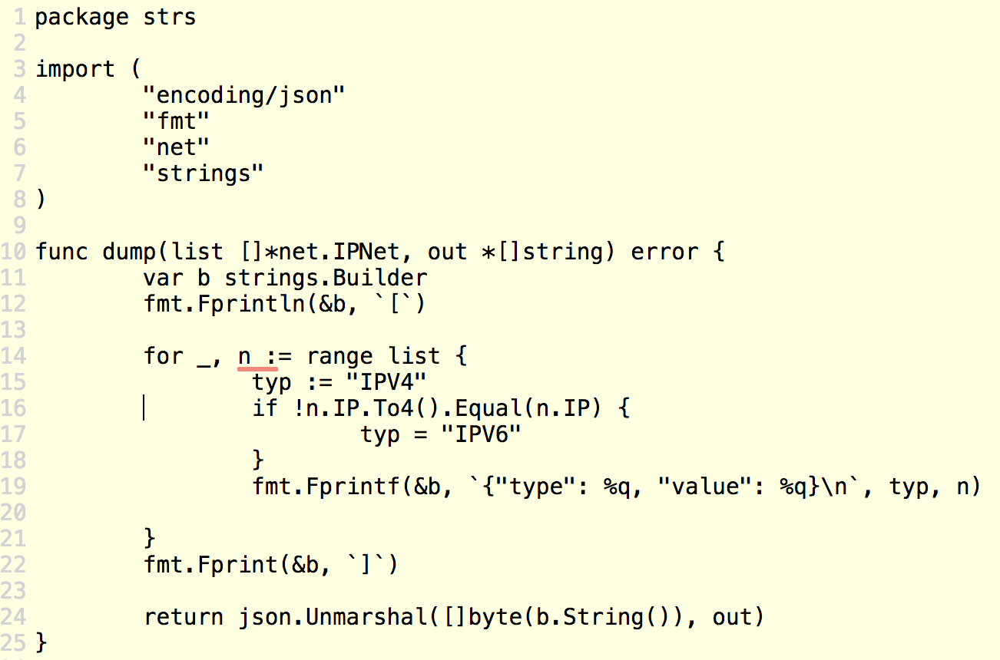 1 package strs
2
3 import (
4 "encoding/json"
5 "fmt"
6 "net"
7 "strings"
8 )
9
10 func dump(list []*net.IPNet, out *[]string) error {
11 var b strings.Builder
12 fmt.Fprintln(&b, `[`)
13
14 for _, n := range list {
15 typ := "IPV4"
16 if !n.IP.To4().Equal(n.IP) {
17 typ = "IPV6"
18 }
19 fmt.Fprintf(&b, `{"type": %q, "value": %q}\n`, typ, n)
20
21 }
22 fmt.Fprint(&b, `]`)
23
24 return json.Unmarshal([]byte(b.String()), out)
25 }